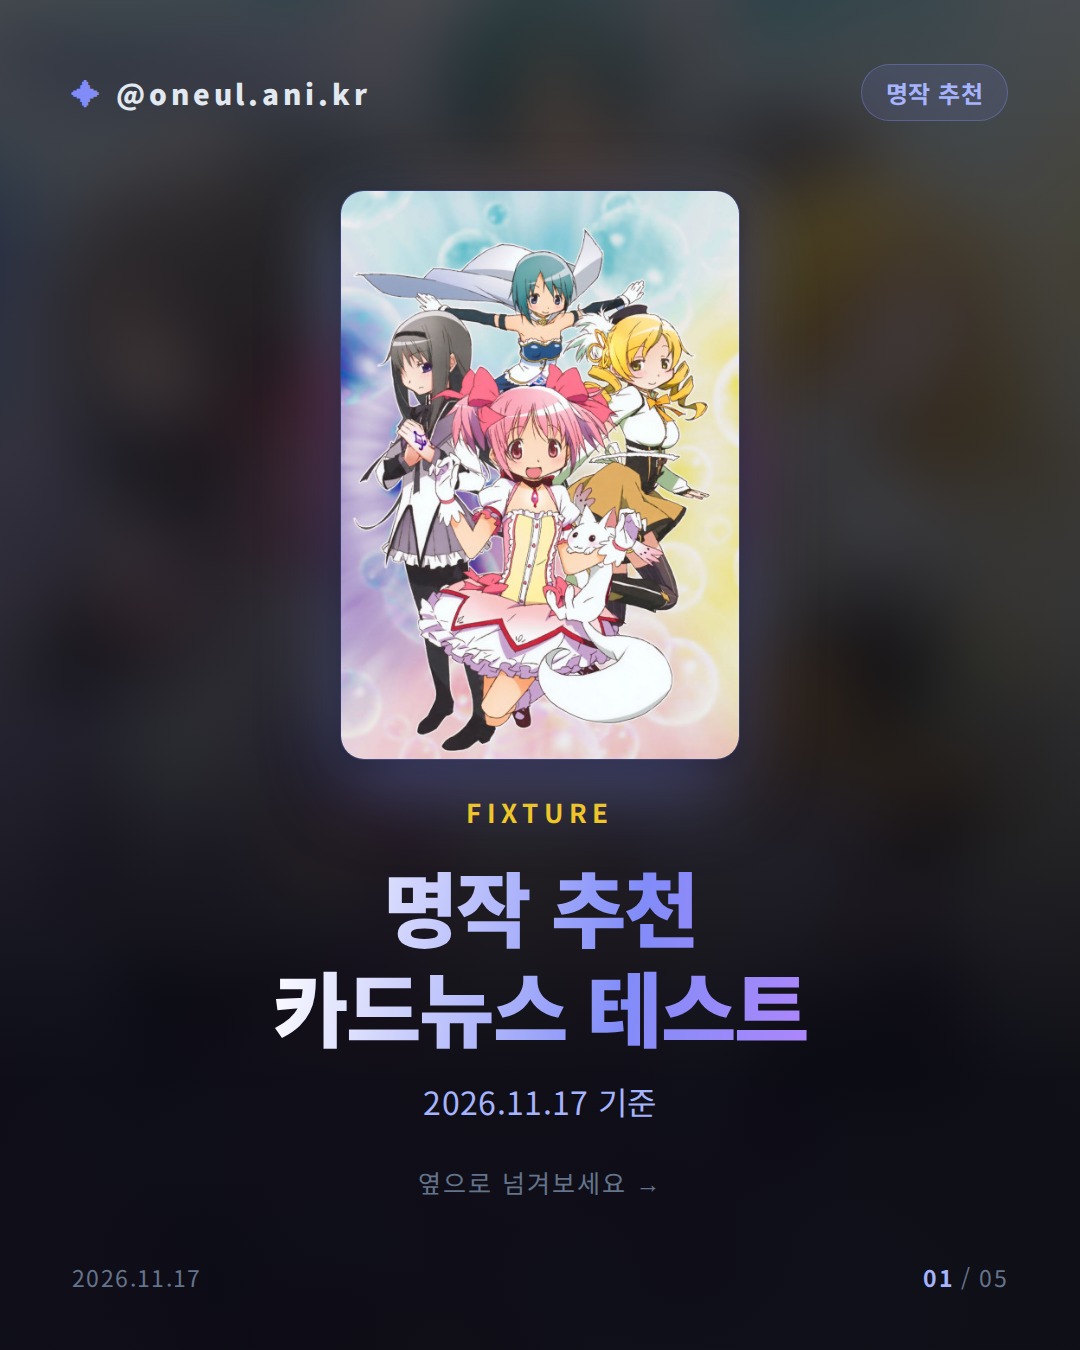 @oneul.ani.kr
명작 추천
FIXTURE
명작 추천
카드뉴스 테스트
2026.11.17 기준
옆으로 넘겨보세요 →
2026.11.17
01 / 05